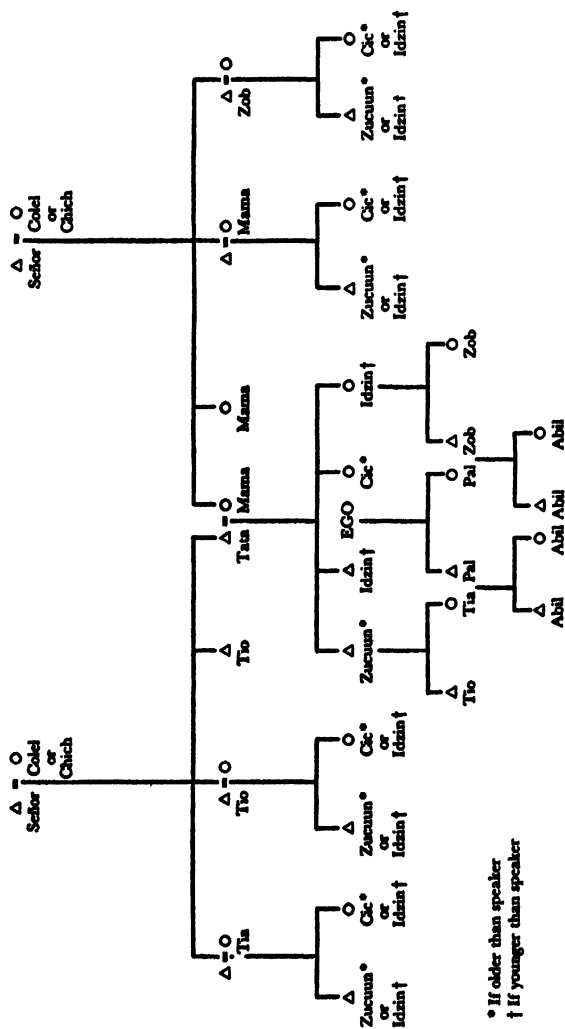 Señor Colel
or
Chich
Señor Colel
or
Chich
Tia
Tio
Tio
Tata
Mama
Mama
Mama
Zob
Zucuun*
or
Idzin†
Cic*
or
Idzin†
Zucuun*
or
Idzin†
Cic*
or
Idzin†
Zucuun*
Idzin†
EGO
Cic*
Idzin†
Zucuun*
or
Idzin†
Cic*
or
Idzin†
Zucuun*
or
Idzin†
Cic*
or
Idzin†
Tio
Tia
Pal
Pal
Zob
Zob
Abil
Abil
Abil
Abil
* If older than speaker
† If younger than speaker